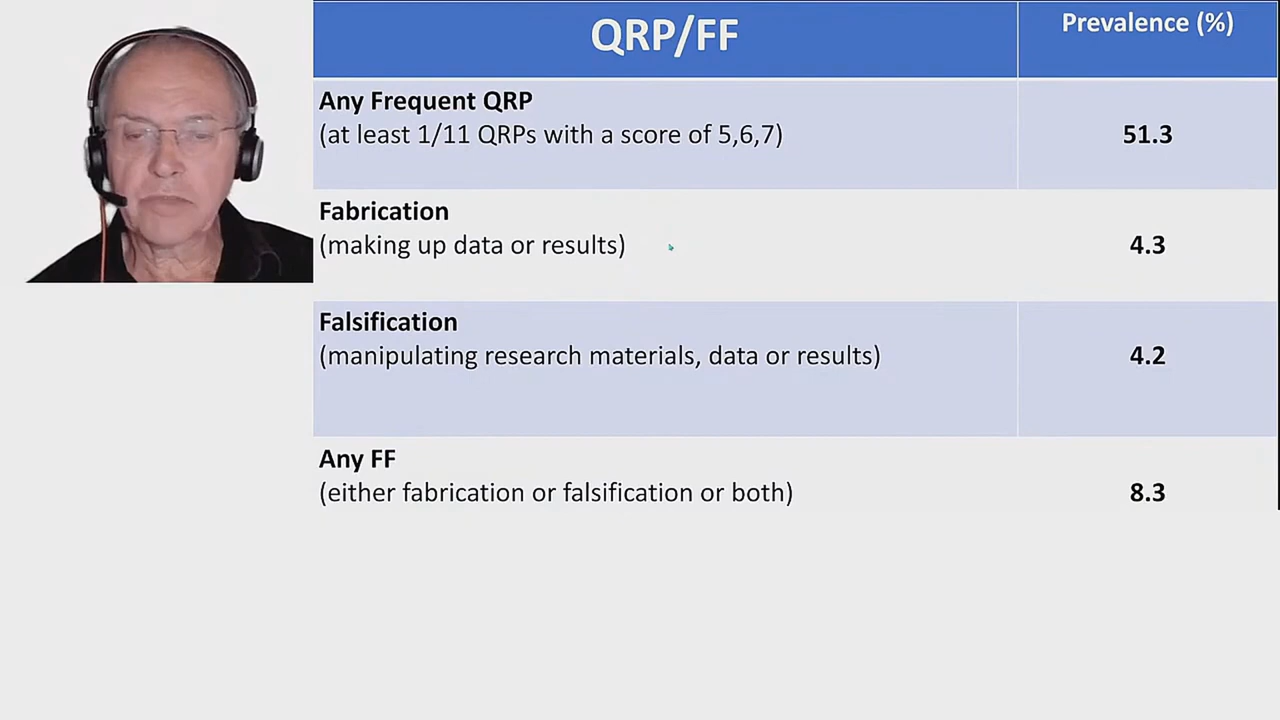 QRP/FF
Prevalence (%)
Any Frequent QRP
(at least 1/11 QRPs with a score of 5,6,7)
51.3
Fabrication
(making up data or results)
4.3
Falsification
(manipulating research materials, data or results)
4.2
Any FF
(either fabrication or falsification or both)
8.3